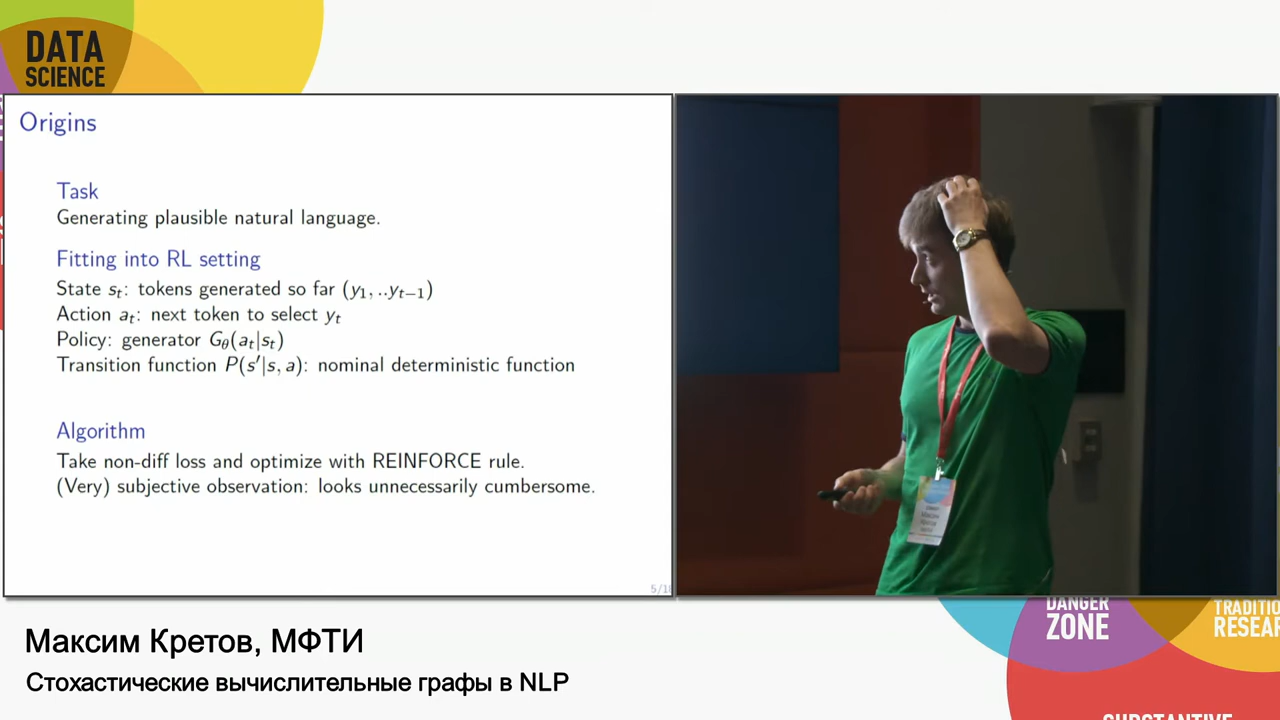 DATA
SCIENCE
Origins
Task
Generating plausible natural language.
Fitting into RL setting
State s_t: tokens generated so far (y_1, ..y_{t−1})
Action a_t: next token to select y_t
Policy: generator G_θ(a_t|s_t)
Transition function P(s′|s, a): nominal deterministic function
Algorithm
Take non-diff loss and optimize with REINFORCE rule.
(Very) subjective observation: looks unnecessarily cumbersome.
Максим Кретов, МФТИ
Стохастические вычислительные графы в NLP
DANGER
ZONE